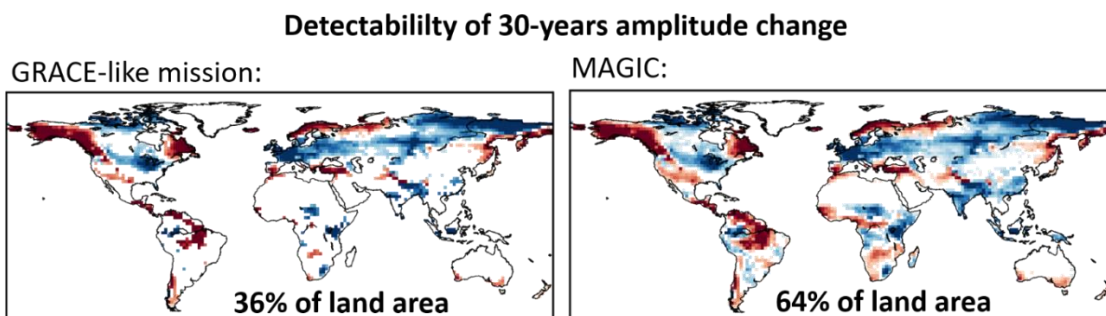 Detectabililty of 30-years amplitude change
GRACE-like mission:
MAGIC:
36% of land area
64% of land area